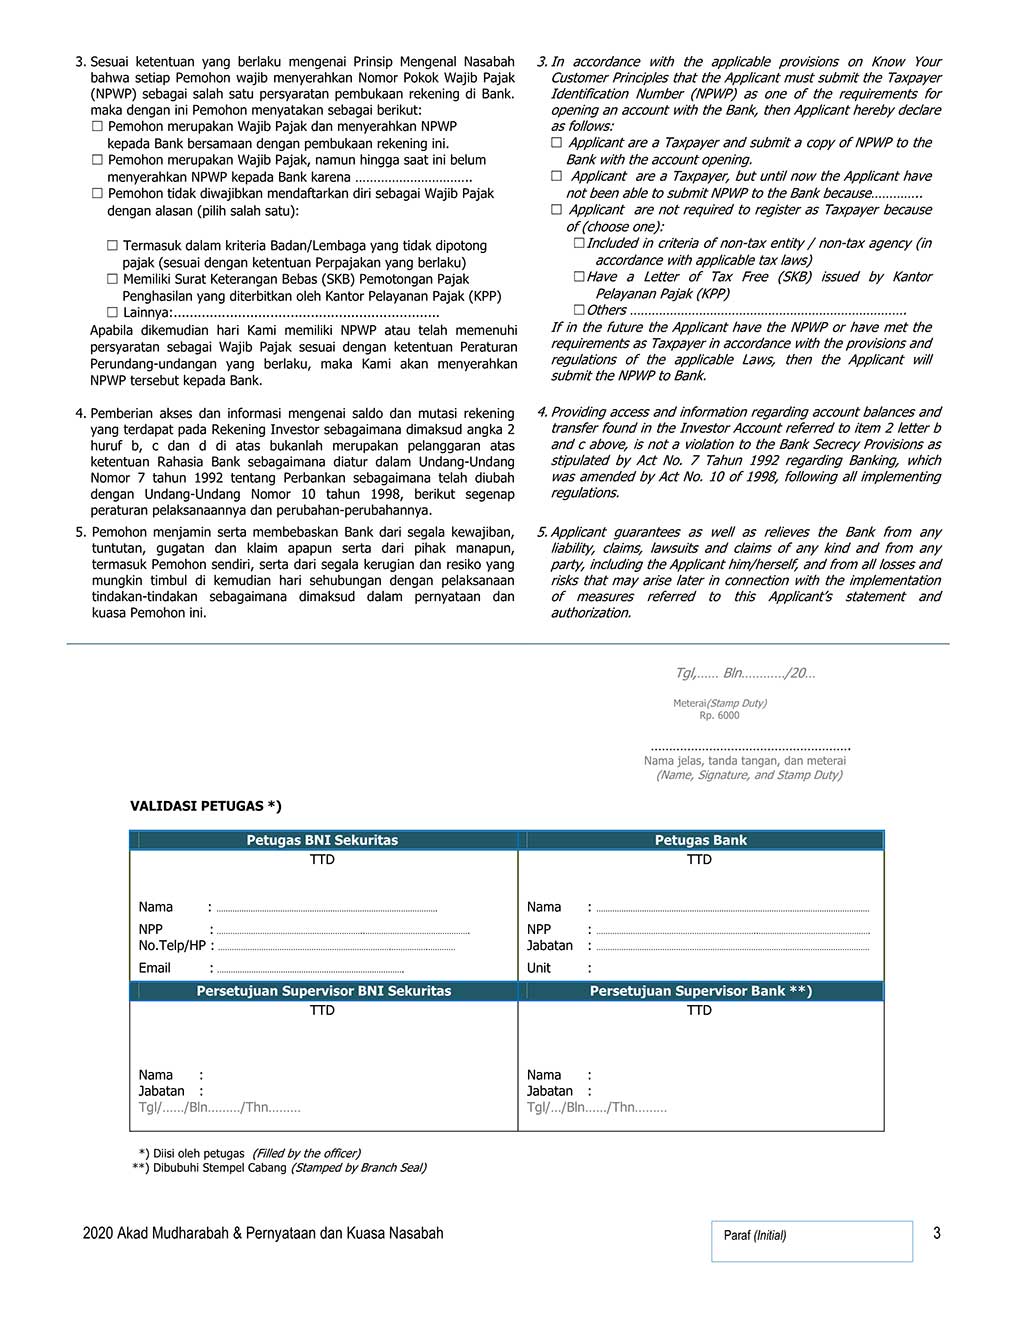 3. Sesuai ketentuan yang berlaku mengenai Prinsip Mengenal Nasabah
bahwa setiap Pemohon wajib menyerahkan Nomor Pokok Wajib Pajak
(NPWP) sebagai salah satu persyaratan pembukaan rekening di Bank.
maka dengan ini Pemohon menyatakan sebagai berikut:
☐ Pemohon merupakan Wajib Pajak dan menyerahkan NPWP
kepada Bank bersamaan dengan pembukaan rekening ini.
☐ Pemohon merupakan Wajib Pajak, namun hingga saat ini belum
menyerahkan NPWP kepada Bank karena ................................
☐ Pemohon tidak diwajibkan mendaftarkan diri sebagai Wajib Pajak
dengan alasan (pilih salah satu):
☐ Termasuk dalam kriteria Badan/Lembaga yang tidak dipotong
pajak (sesuai dengan ketentuan Perpajakan yang berlaku)
☐ Memiliki Surat Keterangan Bebas (SKB) Pemotongan Pajak
Penghasilan yang diterbitkan oleh Kantor Pelayanan Pajak (KPP)
☐ Lainnya:..................................................................
Apabila dikemudian hari Kami memiliki NPWP atau telah memenuhi
persyaratan sebagai Wajib Pajak sesuai dengan ketentuan Peraturan
Perundang-undangan yang berlaku, maka Kami akan menyerahkan
NPWP tersebut kepada Bank.
4. Pemberian akses dan informasi mengenai saldo dan mutasi rekening
yang terdapat pada Rekening Investor sebagaimana dimaksud angka 2
huruf b, c dan d di atas bukanlah merupakan pelanggaran atas
ketentuan Rahasia Bank sebagaimana diatur dalam Undang-Undang
Nomor 7 tahun 1992 tentang Perbankan sebagaimana telah diubah
dengan Undang-Undang Nomor 10 tahun 1998, berikut segenap
peraturan pelaksanaannya dan perubahan-perubahannya.
5. Pemohon menjamin serta membebaskan Bank dari segala kewajiban,
tuntutan, gugatan dan klaim apapun serta dari pihak manapun,
termasuk Pemohon sendiri, serta dari segala kerugian dan resiko yang
mungkin timbul di kemudian hari sehubungan dengan pelaksanaan
tindakan-tindakan sebagaimana dimaksud dalam pernyataan dan
kuasa Pemohon ini.
3. In accordance with the applicable provisions on Know Your
Customer Principles that the Applicant must submit the Taxpayer
Identification Number (NPWP) as one of the requirements for
opening an account with the Bank, then Applicant hereby declare
as follows:
☐ Applicant are a Taxpayer and submit a copy of NPWP to the
Bank with the account opening.
☐ Applicant are a Taxpayer, but until now the Applicant have
not been able to submit NPWP to the Bank because..............
☐ Applicant are not required to register as Taxpayer because
of (choose one):
☐ Included in criteria of non-tax entity / non-tax agency (in
accordance with applicable tax laws)
☐ Have a Letter of Tax Free (SKB) issued by Kantor
Pelayanan Pajak (KPP)
☐ Others ............................................................................
If in the future the Applicant have the NPWP or have met the
requirements as Taxpayer in accordance with the provisions and
regulations of the applicable Laws, then the Applicant will
submit the NPWP to Bank.
4. Providing access and information regarding account balances and
transfer found in the Investor Account referred to item 2 letter b
and c above, is not a violation to the Bank Secrecy Provisions as
stipulated by Act No. 7 Tahun 1992 regarding Banking, which
was amended by Act No. 10 of 1998, following all implementing
regulations.
5. Applicant guarantees as well as relieves the Bank from any
liability, claims, lawsuits and claims of any kind and from any
party, including the Applicant him/herself, and from all losses and
risks that may arise later in connection with the implementation
of measures referred to this Applicant's statement and
authorization.
Tgl,...... Bln............/20...
Meterai(Stamp Duty)
Rp. 6000
.......................................................
Nama jelas, tanda tangan, dan meterai
(Name, Signature, and Stamp Duty)
VALIDASI PETUGAS *)
Petugas BNI Sekuritas
TTD
Nama : ..............................
NPP : ..............................
No.Telp/HP : ..............................
Email : ..............................
Petugas Bank
TTD
Nama : ..............................
NPP : ..............................
Jabatan : ..............................
Unit :
Persetujuan Supervisor BNI Sekuritas
TTD
Nama :
Jabatan :
Tgl/....../Bln........./Thn.........
Persetujuan Supervisor Bank **)
TTD
Nama :
Jabatan :
Tgl/.../Bln....../Thn.........
*) Diisi oleh petugas (Filled by the officer)
**) Dibubuhi Stempel Cabang (Stamped by Branch Seal)
2020 Akad Mudharabah & Pernyataan dan Kuasa Nasabah
Paraf (Initial)
3